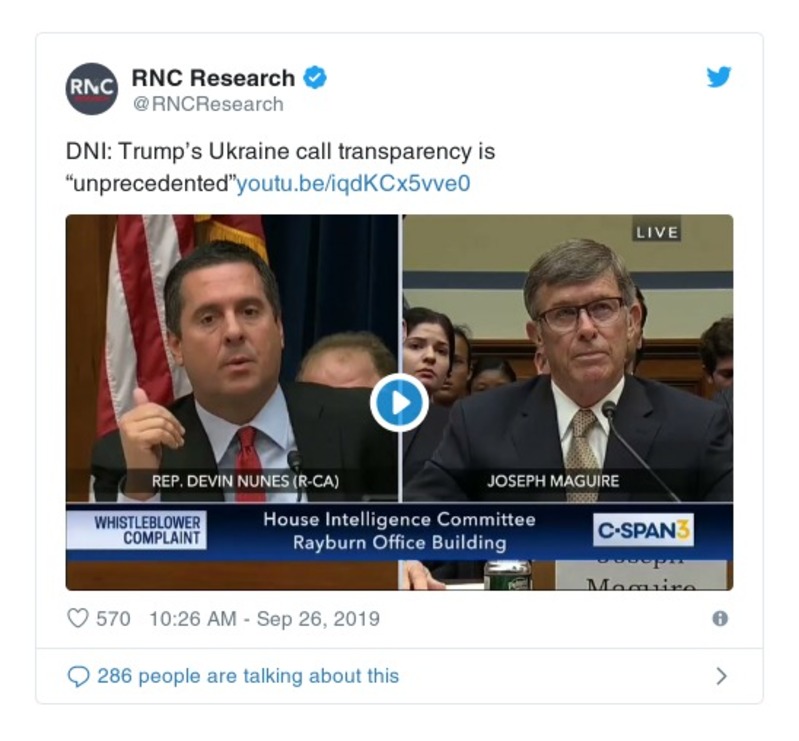 RNC
RNC Research
@RNCResearch
DNI: Trump's Ukraine call transparency is
“unprecedented”youtu.be/iqdKCx5vve0
LIVE
REP. DEVIN NUNES (R-CA)
JOSEPH MAGUIRE
WHISTLEBLOWER
COMPLAINT
House Intelligence Committee
Rayburn Office Building
C-SPAN3
Joseph
Maguire
570 10:26 AM - Sep 26, 2019
286 people are talking about this